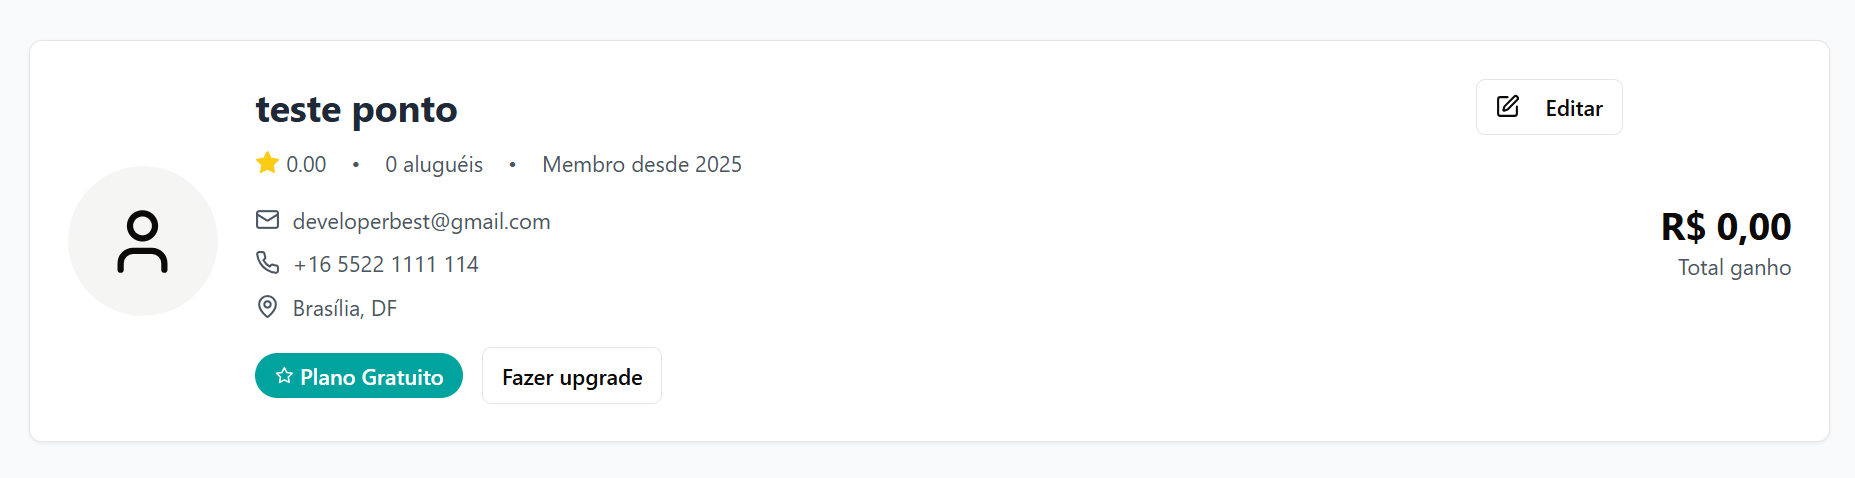 teste ponto
Editar
0.00 • 0 aluguéis • Membro desde 2025
developerbest@gmail.com
+16 5522 1111 114
Brasília, DF
R$ 0,00
Total ganho
Plano Gratuito
Fazer upgrade